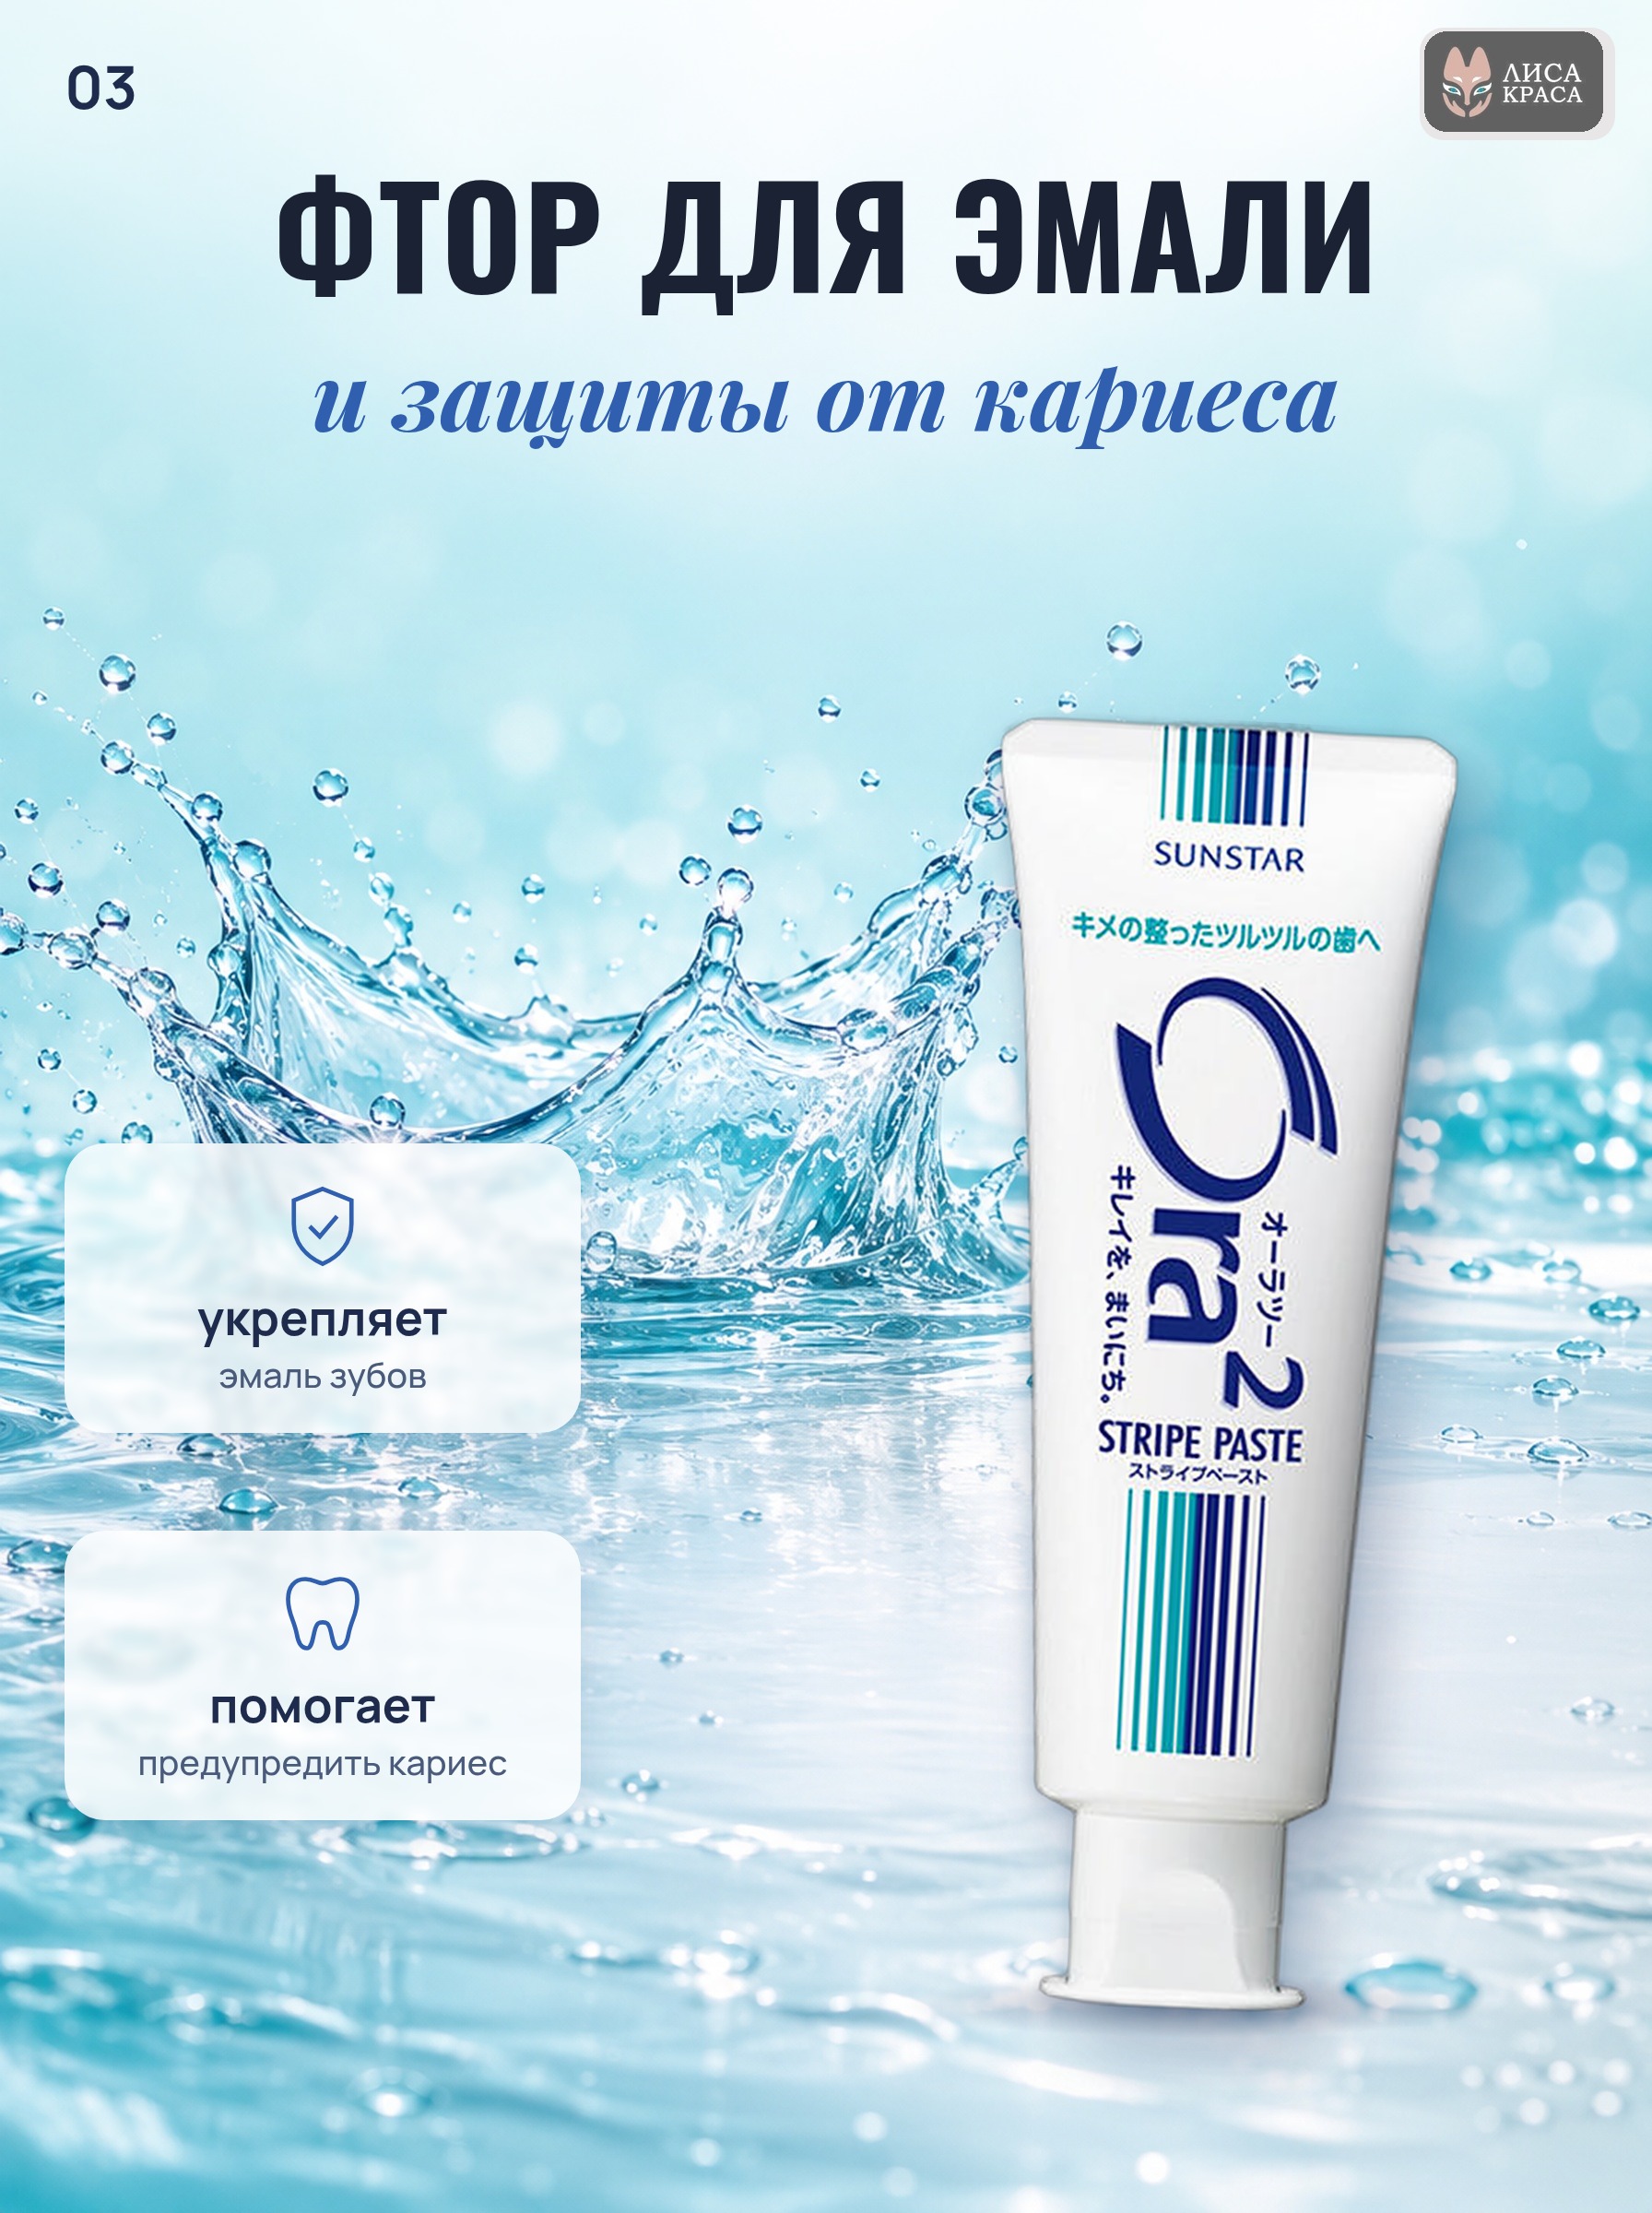 03
ЛИСА
КРАСА
ФТОР ДЛЯ ЭМАЛИ
и защиты от кариеса
SUNSTAR
キメの整ったツルツルの歯へ
Ora2
オーラツー
キレイを、まいにち。
STRIPE PASTE
ストライプペースト
укрепляет
эмаль зубов
помогает
предупредить кариес